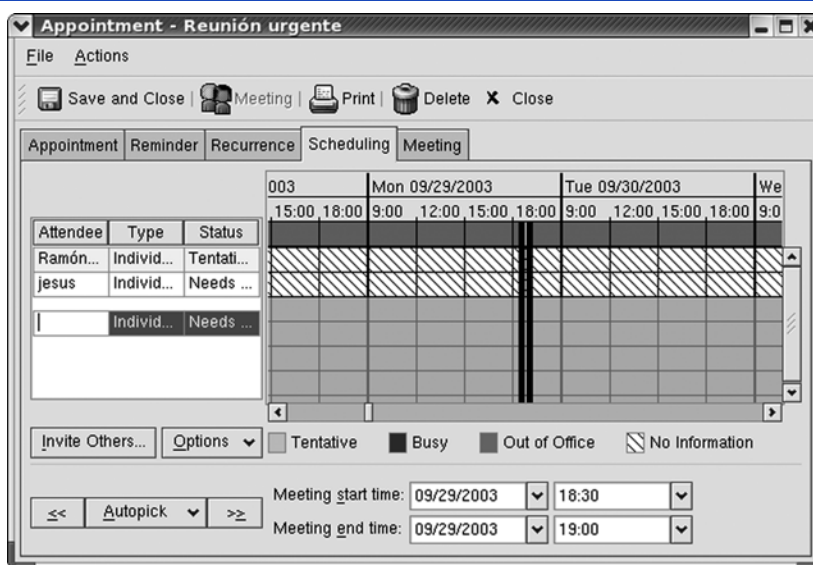 Appointment - Reunión urgente
File Actions
Save and Close | Meeting | Print | Delete X Close
Appointment Reminder Recurrence Scheduling Meeting
003 Mon 09/29/2003 Tue 09/30/2003 We
15:00 18:00 9:00 12:00 15:00 18:00 9:00 12:00 15:00 18:00 9:0
Attendee Type Status
Ramón... Individ... Tentati...
jesus Individ... Needs ...
Individ... Needs ...
Invite Others... Options Tentative Busy Out of Office No Information
<< Autopick >>
Meeting start time: 09/29/2003 18:30
Meeting end time: 09/29/2003 19:00